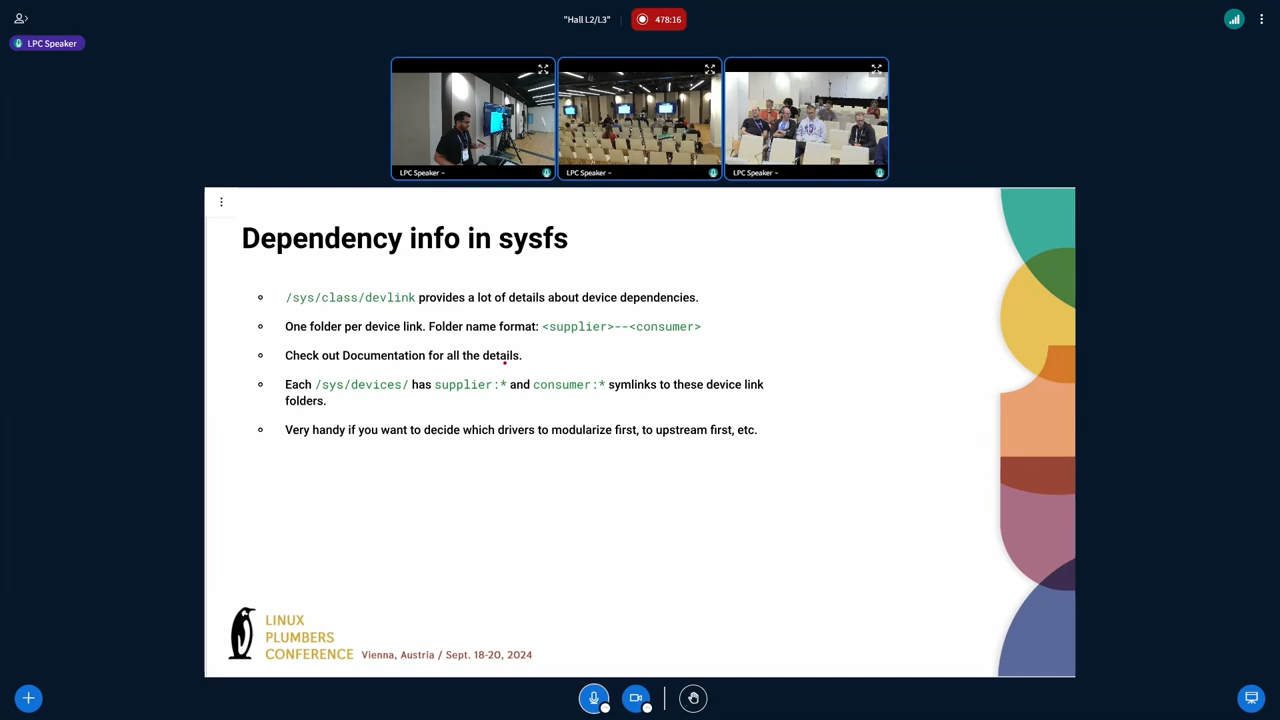 "Hall L2/L3"
478:16
LPC Speaker
LPC Speaker
LPC Speaker
LPC Speaker
Dependency info in sysfs
/sys/class/devlink provides a lot of details about device dependencies.
One folder per device link. Folder name format: <supplier>--<consumer>
Check out Documentation for all the details.
Each /sys/devices/ has supplier:* and consumer:* symlinks to these device link
folders.
Very handy if you want to decide which drivers to modularize first, to upstream first, etc.
LINUX
PLUMBERS
CONFERENCE Vienna, Austria / Sept. 18-20, 2024